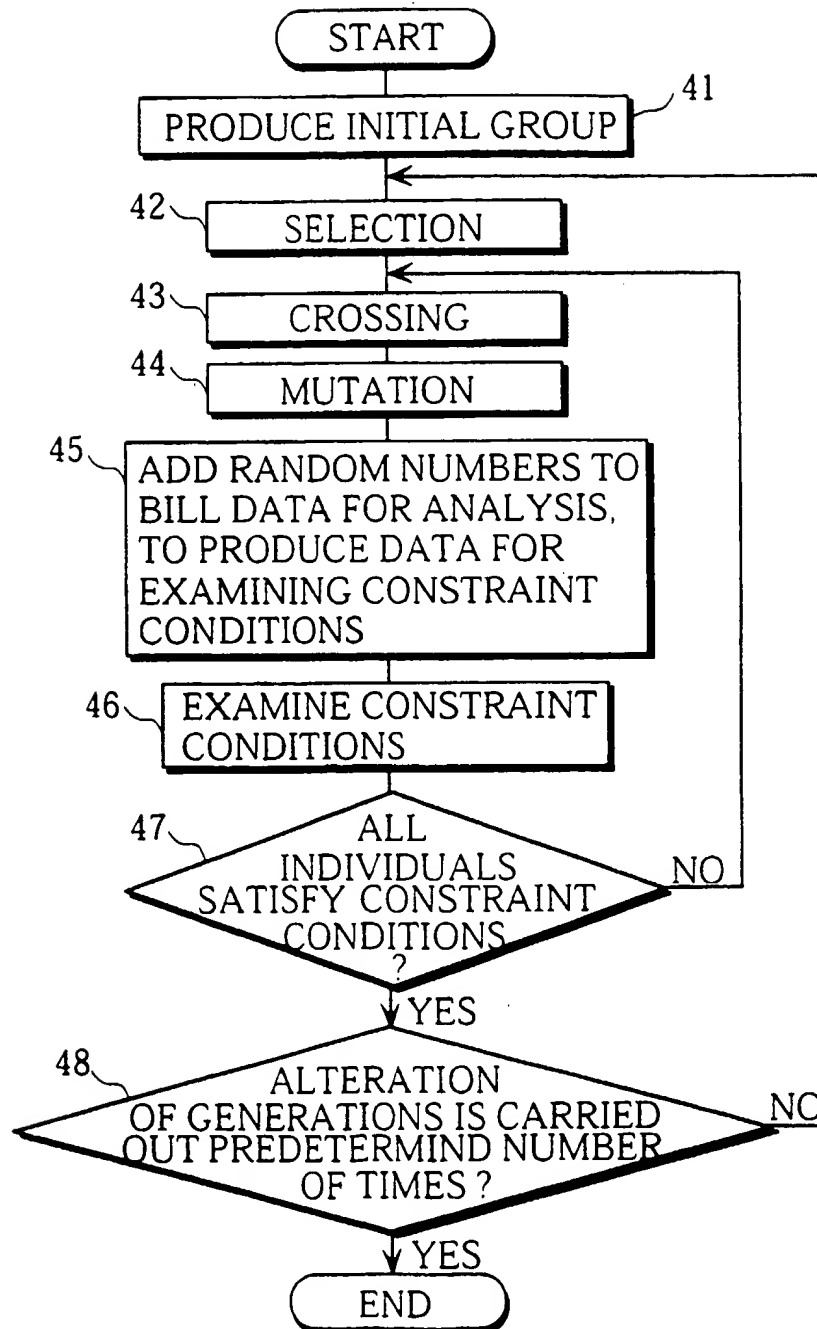 START
41
PRODUCE INITIAL GROUP
42
SELECTION
43
CROSSING
44
MUTATION
45
ADD RANDOM NUMBERS TO
BILL DATA FOR ANALYSIS,
TO PRODUCE DATA FOR
EXAMINING CONSTRAINT
CONDITIONS
46
EXAMINE CONSTRAINT
CONDITIONS
47
ALL
INDIVIDUALS
SATISFY CONSTRAINT
CONDITIONS
?
NO
YES
48
ALTERATION
OF GENERATIONS IS CARRIED
OUT PREDETERMIND NUMBER
OF TIMES ?
NO
YES
END